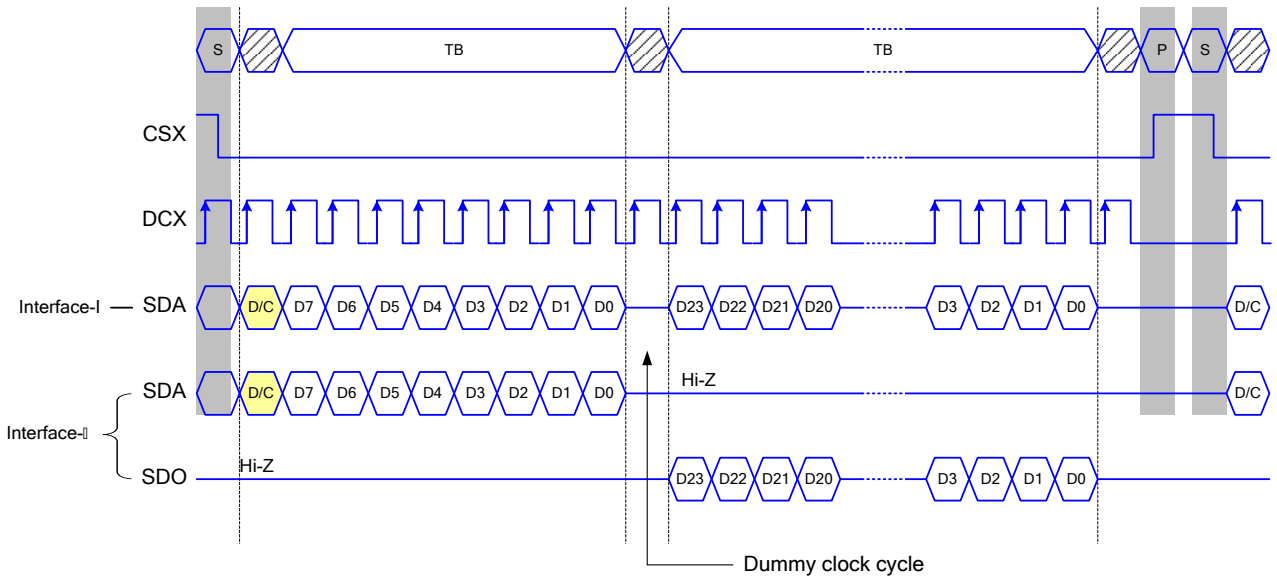 S TB TB P S
CSX
DCX
Interface-I SDA D/C D7 D6 D5 D4 D3 D2 D1 D0 D23 D22 D21 D20 D3 D2 D1 D0 D/C
SDA D/C D7 D6 D5 D4 D3 D2 D1 D0 Hi-Z D/C
Interface-▯
SDO Hi-Z D23 D22 D21 D20 D3 D2 D1 D0
Dummy clock cycle